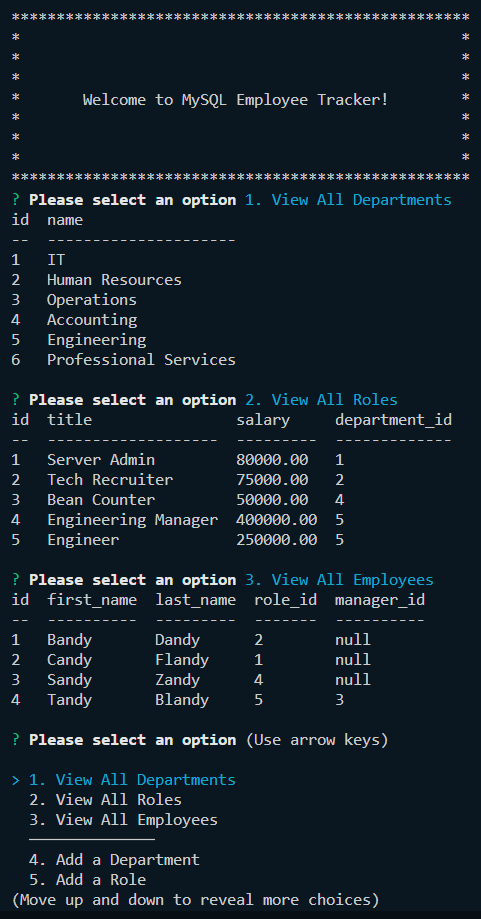 ***************************************************
*                                                 *
*                                                 *
*                                                 *
*       Welcome to MySQL Employee Tracker!        *
*                                                 *
*                                                 *
*                                                 *
***************************************************
? Please select an option 1. View All Departments
id  name
--  ---------------------
1   IT
2   Human Resources
3   Operations
4   Accounting
5   Engineering
6   Professional Services

? Please select an option 2. View All Roles
id  title                salary     department_id
--  -------------------  ---------  -------------
1   Server Admin         80000.00   1
2   Tech Recruiter       75000.00   2
3   Bean Counter         50000.00   4
4   Engineering Manager  400000.00  5
5   Engineer             250000.00  5

? Please select an option 3. View All Employees
id  first_name  last_name  role_id  manager_id
--  ----------  ---------  -------  ----------
1   Bandy       Dandy      2        null
2   Candy       Flandy     1        null
3   Sandy       Zandy      4        null
4   Tandy       Blandy     5        3

? Please select an option (Use arrow keys)

> 1. View All Departments
  2. View All Roles
  3. View All Employees
  ──────────────
  4. Add a Department
  5. Add a Role
(Move up and down to reveal more choices)